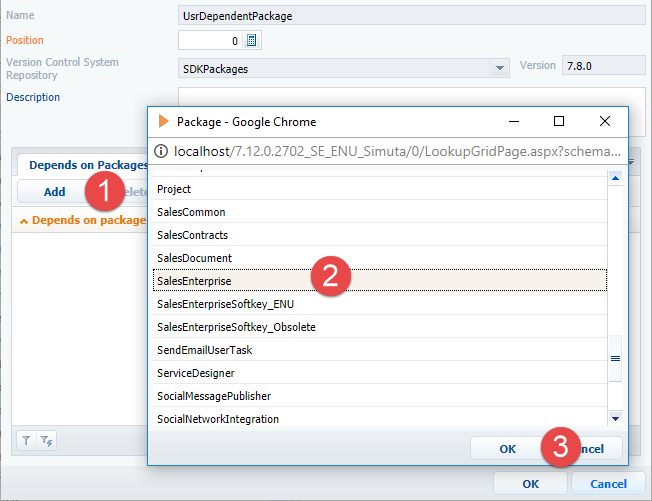 Name
UsrDependentPackage
Position
0
Version Control System
Repository
SDKPackages
Version
7.8.0
Description
Package - Google Chrome
localhost/7.12.0.2702_SE_ENU_Simuta/0/LookupGridPage.aspx?schema...
Depends on Packages
Add
1
Depends on package
Project
SalesCommon
SalesContracts
SalesDocument
SalesEnterprise
2
SalesEnterpriseSoftkey_ENU
SalesEnterpriseSoftkey_Obsolete
SendEmailUserTask
ServiceDesigner
SocialMessagePublisher
SocialNetworkIntegration
OK
3
OK
Cancel